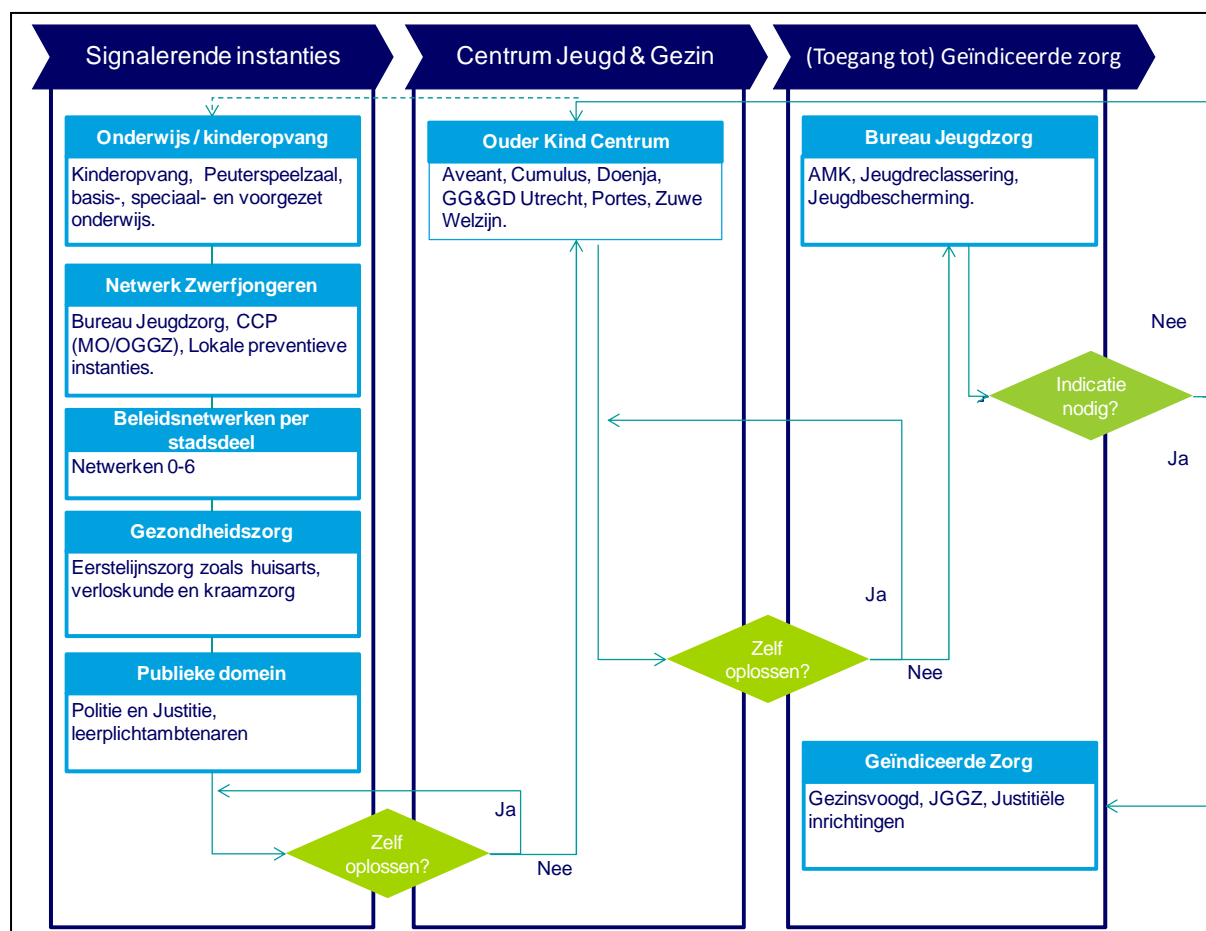 Signalerende instanties
Centrum Jeugd & Gezin
(Toegang tot) Geïndiceerde zorg
Onderwijs / kinderopvang
Kinderopvang, Peuterspeelzaal,
basis-, speciaal- en voorgezet
onderwijs.
Netwerk Zwerfjongeren
Bureau Jeugdzorg, CCP
(MO/OGGZ), Lokale preventieve
instanties.
Beleidsnetwerken per
stadsdeel
Netwerken 0-6
Gezondheidszorg
Eerstelijnszorg zoals huisarts,
verloskunde en kraamzorg
Publieke domein
Politie en Justitie,
leerplichtambtenaren
Ja
Zelf
oplossen?
Nee
Ouder Kind Centrum
Aveant, Cumulus, Doenja,
GG&GD Utrecht, Portes, Zuwe
Welzijn.
Ja
Zelf
oplossen?
Nee
Bureau Jeugdzorg
AMK, Jeugdreclassering,
Jeugdbescherming.
Nee
Indicatie
nodig?
Ja
Geïndiceerde Zorg
Gezinsvoogd, JGGZ, Justitiële
inrichtingen